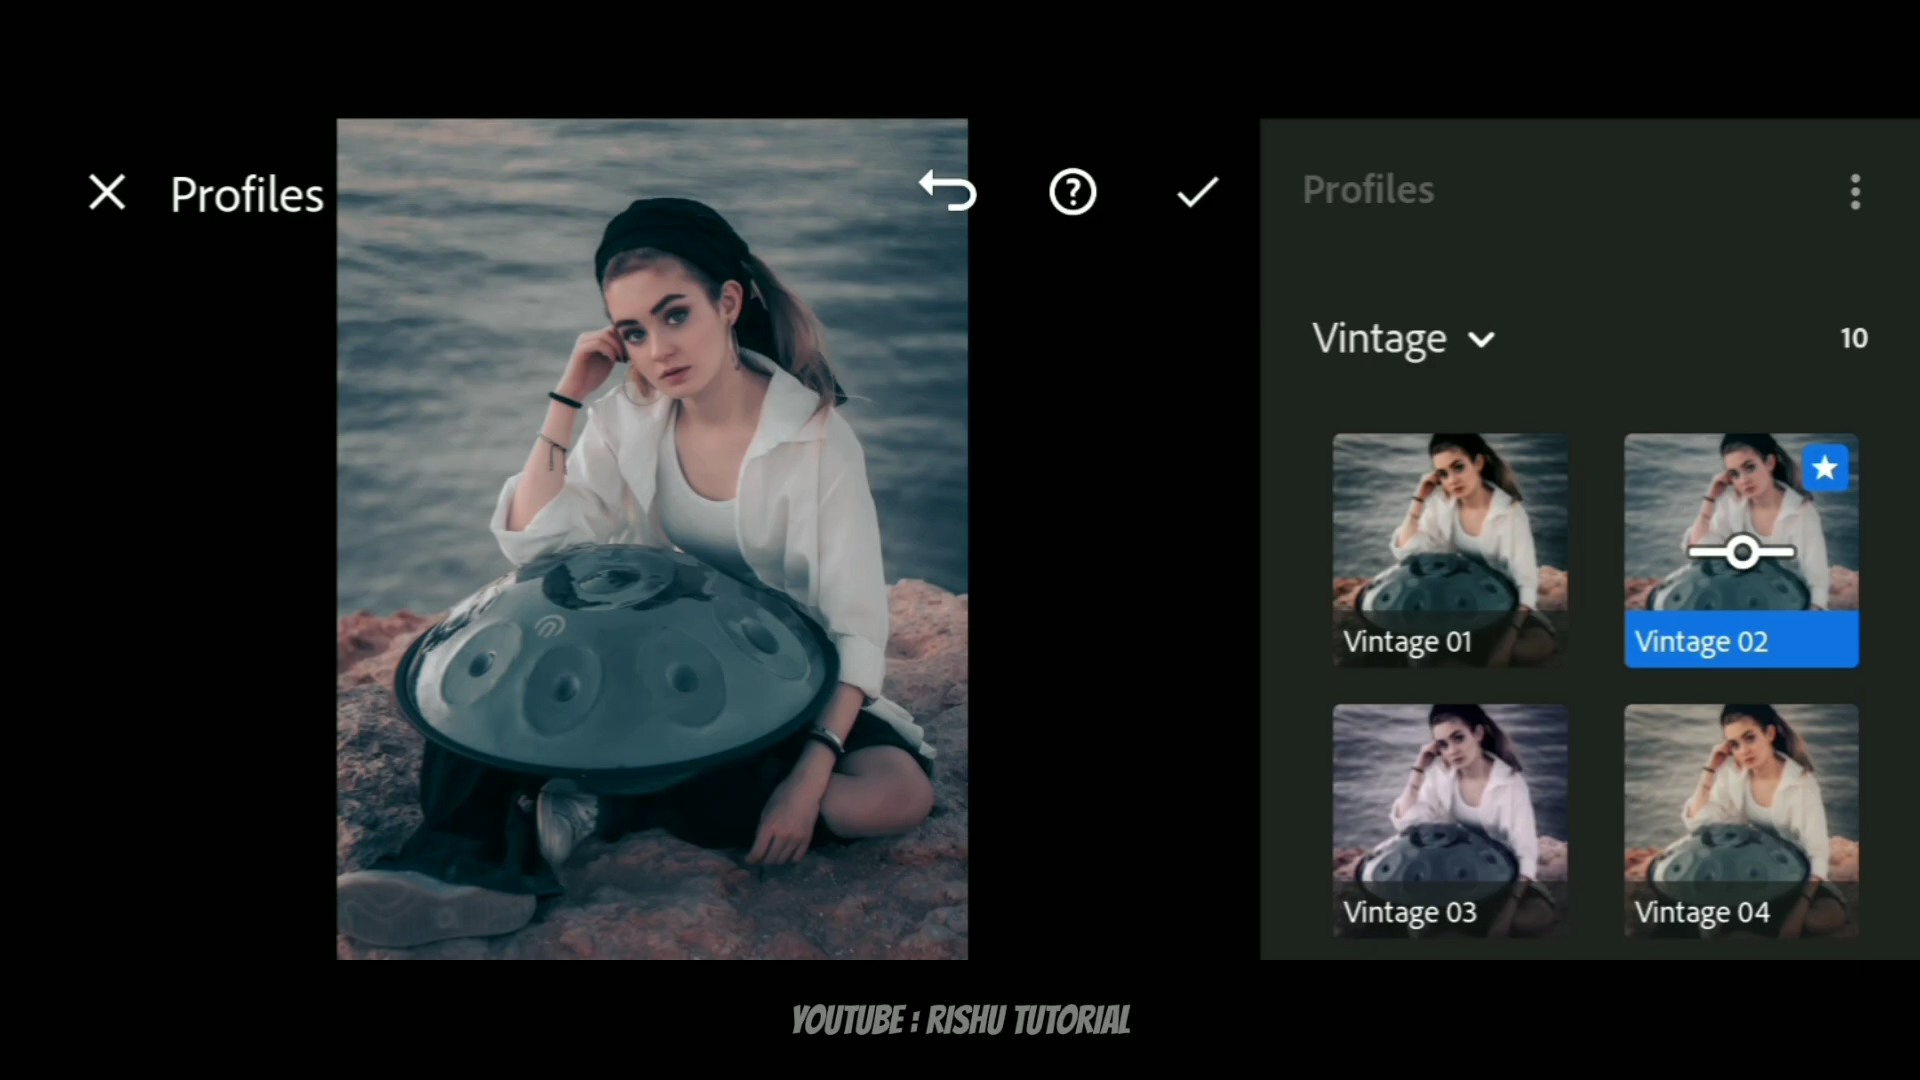 Profiles
Profiles
Vintage
10
Vintage 01
Vintage 02
Vintage 03
Vintage 04
YOUTUBE : RISHU TUTORIAL